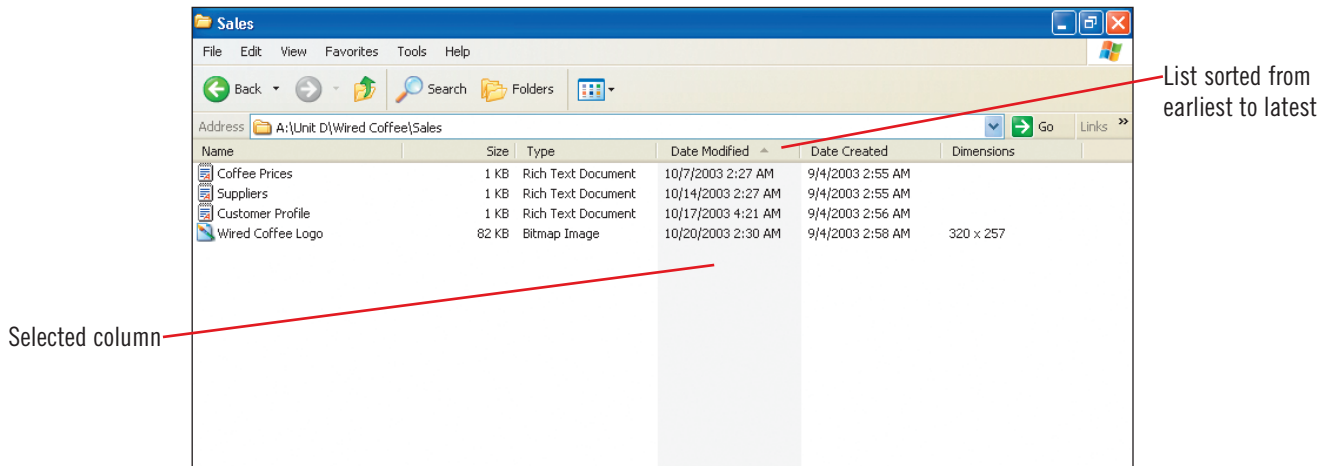 Sales
File Edit View Favorites Tools Help
Back Search Folders
Address A:\Unit D\Wired Coffee\Sales Go Links »
Name Size Type Date Modified Date Created Dimensions
Coffee Prices 1 KB Rich Text Document 10/7/2003 2:27 AM 9/4/2003 2:55 AM
Suppliers 1 KB Rich Text Document 10/14/2003 2:27 AM 9/4/2003 2:55 AM
Customer Profile 1 KB Rich Text Document 10/17/2003 4:21 AM 9/4/2003 2:56 AM
Wired Coffee Logo 82 KB Bitmap Image 10/20/2003 2:30 AM 9/4/2003 2:58 AM 320 x 257
List sorted from
earliest to latest
Selected column